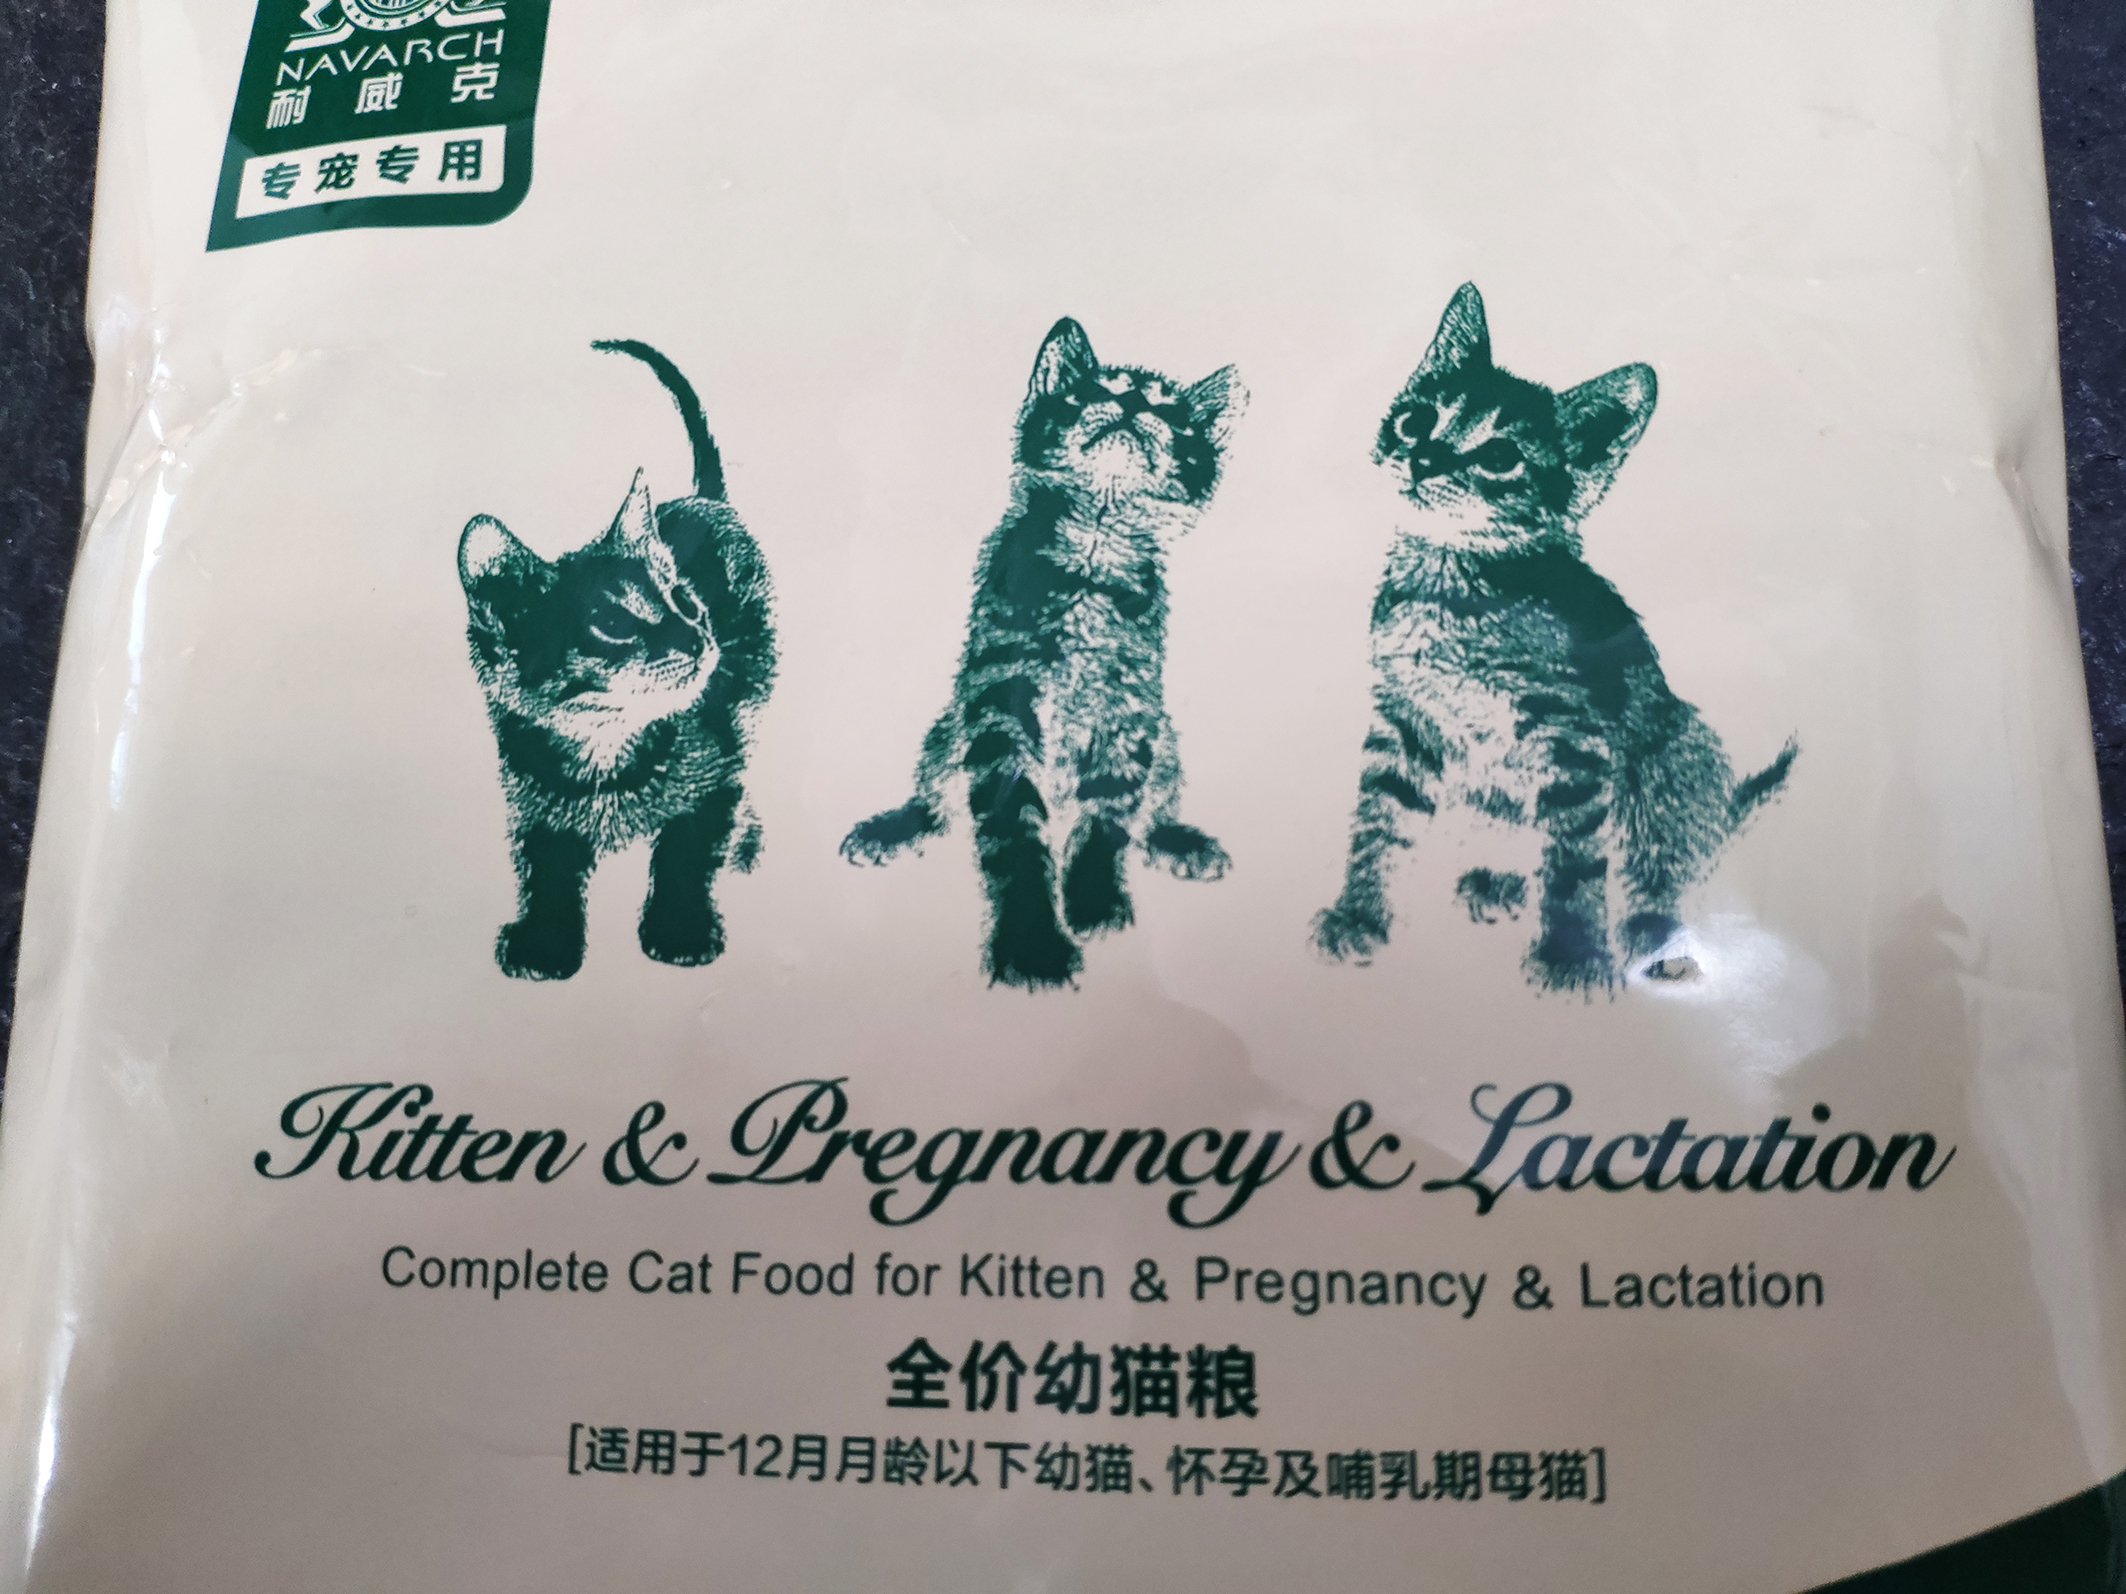 NAVARCH
耐威克
专宠专用
Kitten & Pregnancy & Lactation
Complete Cat Food for Kitten & Pregnancy & Lactation
全价幼猫粮
[适用于12月月龄以下幼猫、怀孕及哺乳期母猫]